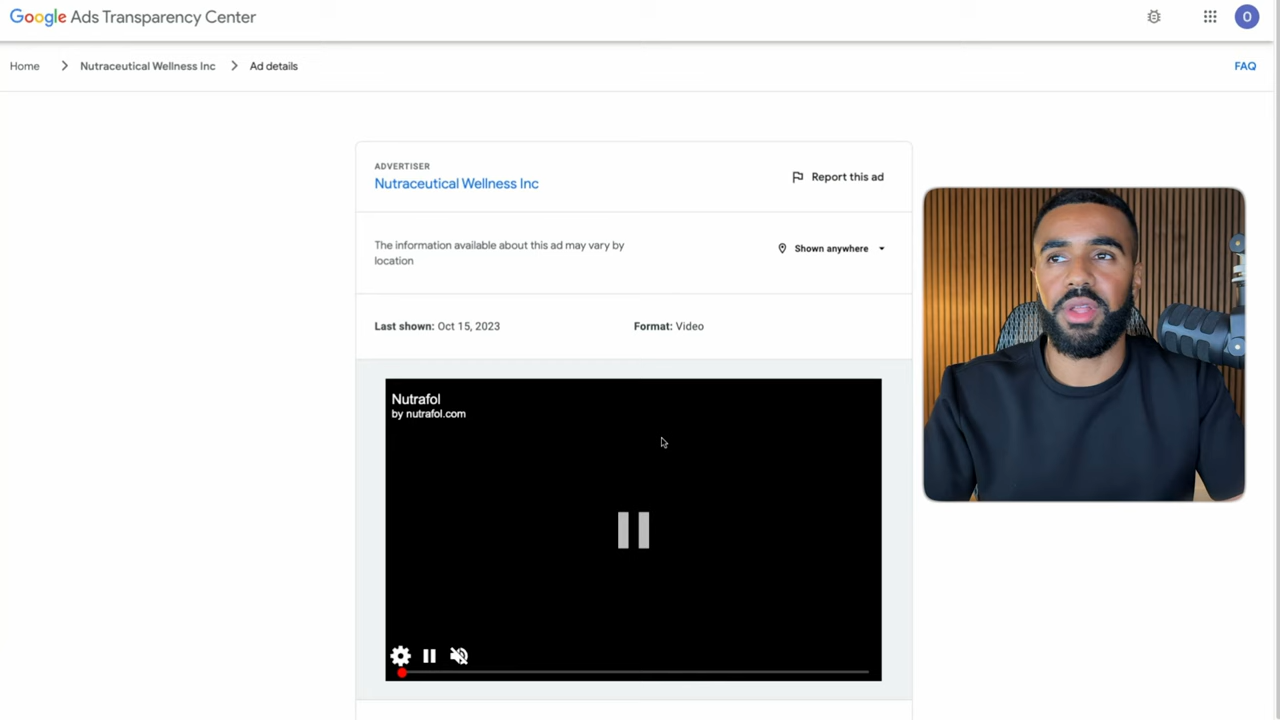 Google Ads Transparency Center
O
Home > Nutraceutical Wellness Inc > Ad details
FAQ
ADVERTISER
Nutraceutical Wellness Inc
Report this ad
The information available about this ad may vary by
location
Shown anywhere
Last shown: Oct 15, 2023
Format: Video
Nutrafol
by nutrafol.com